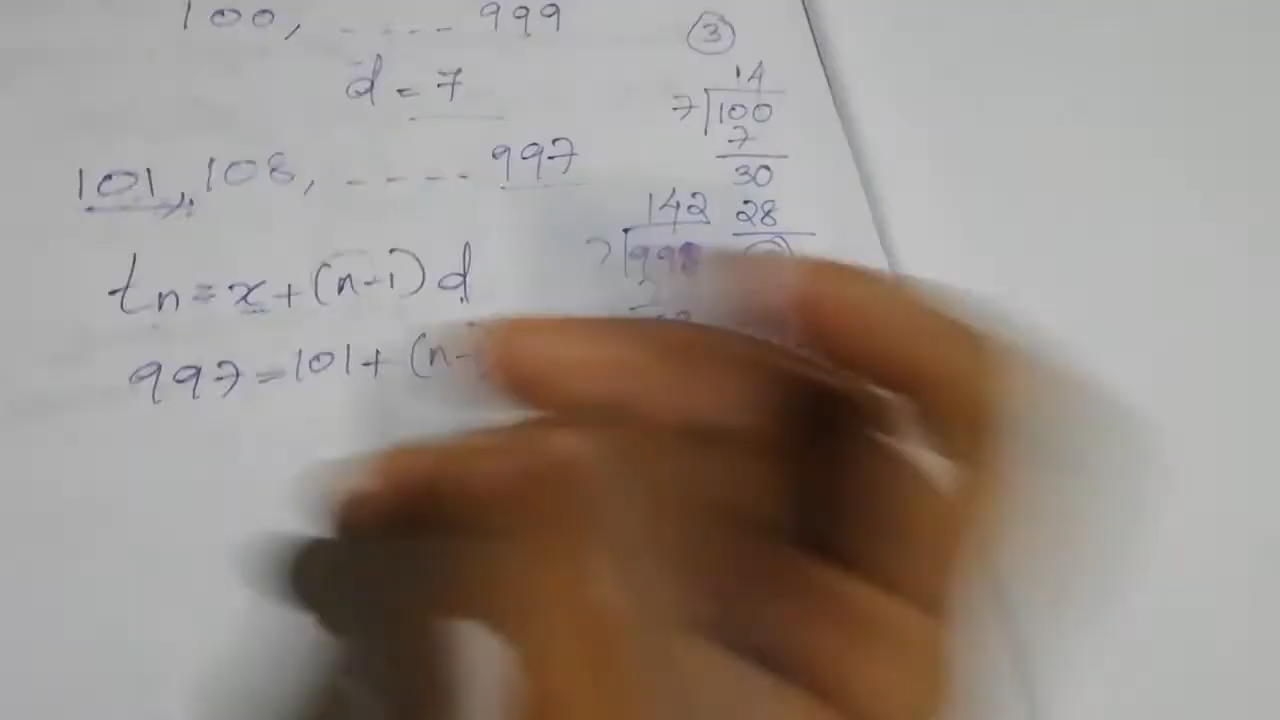 100, ---- 999
d = 7
101, 108, ----- 997
tn = x + (n-1) d
997 = 101 + (n-
3
14
7 100
7
30
28
142
7 998